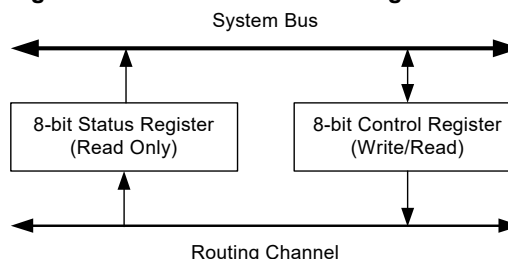 System Bus
8-bit Status Register
(Read Only)
8-bit Control Register
(Write/Read)
Routing Channel